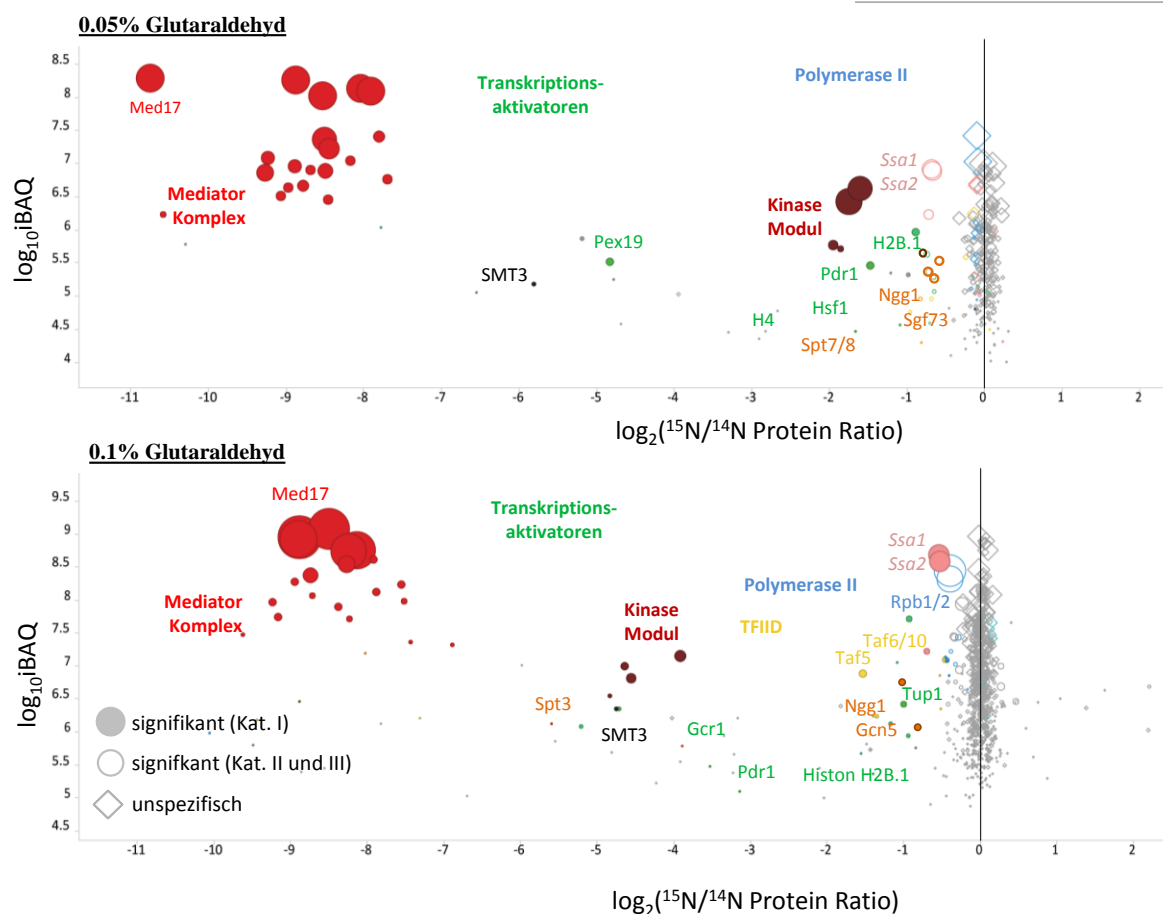 0.05% Glutaraldehyd
8.5
8
7.5
7
6.5
6
5.5
5
4.5
4
log10iBAQ
Med17
Mediator
Komplex
Transkriptions-
aktivatoren
Polymerase II
Ssa1
Ssa2
Kinase
Modul
H2B.1
Pex19
Pdr1
SMT3
Ngg1
Hsf1
H4
Sgf73
Spt7/8
-11
-10
-9
-8
-7
-6
-5
-4
-3
-2
-1
0
1
2
log2(15N/14N Protein Ratio)
0.1% Glutaraldehyd
9.5
9
8.5
8
7.5
7
6.5
6
5.5
5
4.5
log10iBAQ
Med17
Transkriptions-
aktivatoren
Ssa1
Ssa2
Mediator
Komplex
Polymerase II
Rpb1/2
Kinase
Modul
TFIID
Taf6/10
Taf5
Tup1
Spt3
Ngg1
SMT3
Gcr1
Gcn5
Pdr1
Histon H2B.1
signifikant (Kat. I)
signifkant (Kat. II und III)
unspezifisch
-11
-10
-9
-8
-7
-6
-5
-4
-3
-2
-1
0
1
2
log2(15N/14N Protein Ratio)